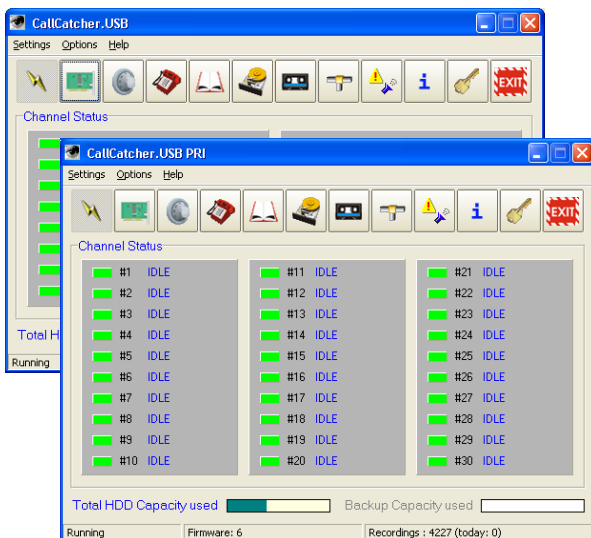 CallCatcher.USB
Settings Options Help
EXIT
Channel Status
Total H
Running
CallCatcher.USB PRI
Settings Options Help
EXIT
Channel Status
#1 IDLE #11 IDLE #21 IDLE
#2 IDLE #12 IDLE #22 IDLE
#3 IDLE #13 IDLE #23 IDLE
#4 IDLE #14 IDLE #24 IDLE
#5 IDLE #15 IDLE #25 IDLE
#6 IDLE #16 IDLE #26 IDLE
#7 IDLE #17 IDLE #27 IDLE
#8 IDLE #18 IDLE #28 IDLE
#9 IDLE #19 IDLE #29 IDLE
#10 IDLE #20 IDLE #30 IDLE
Total HDD Capacity used Backup Capacity used
Running Firmware: 6 Recordings : 4227 (today: 0)